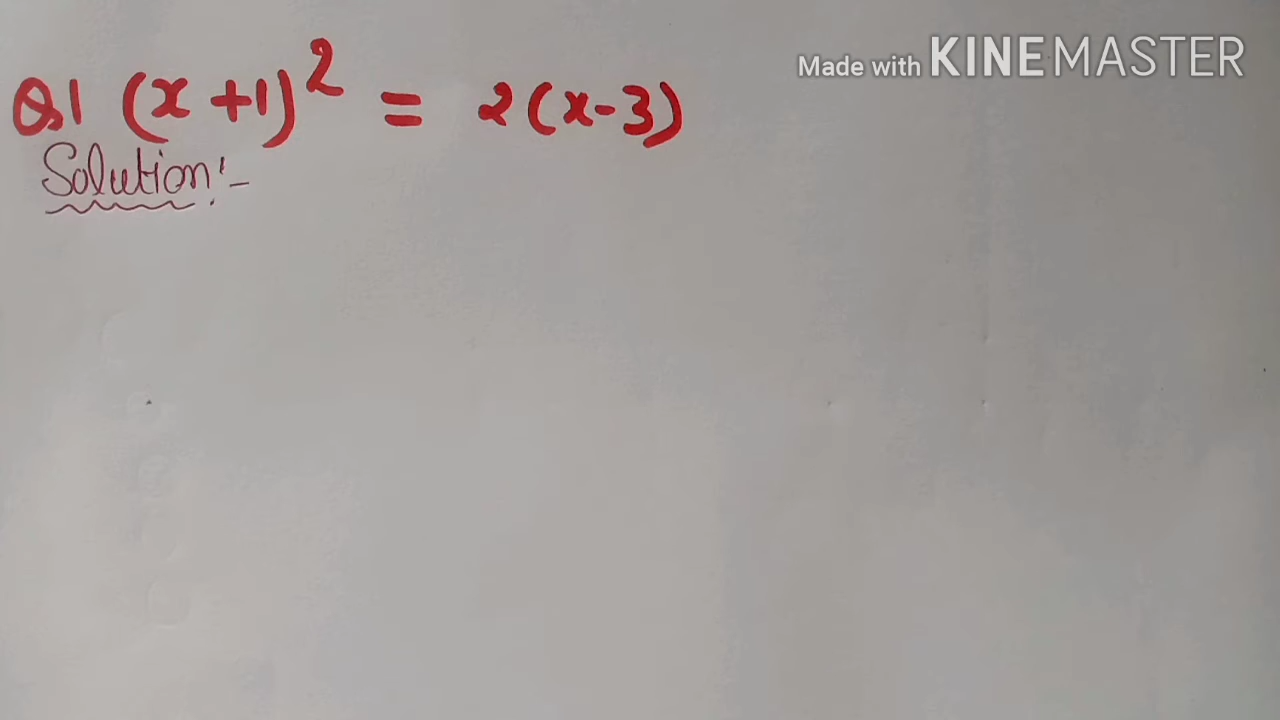 Q1 (x+1)² = 2(x-3)
Made with KINEMASTER
Solution:-